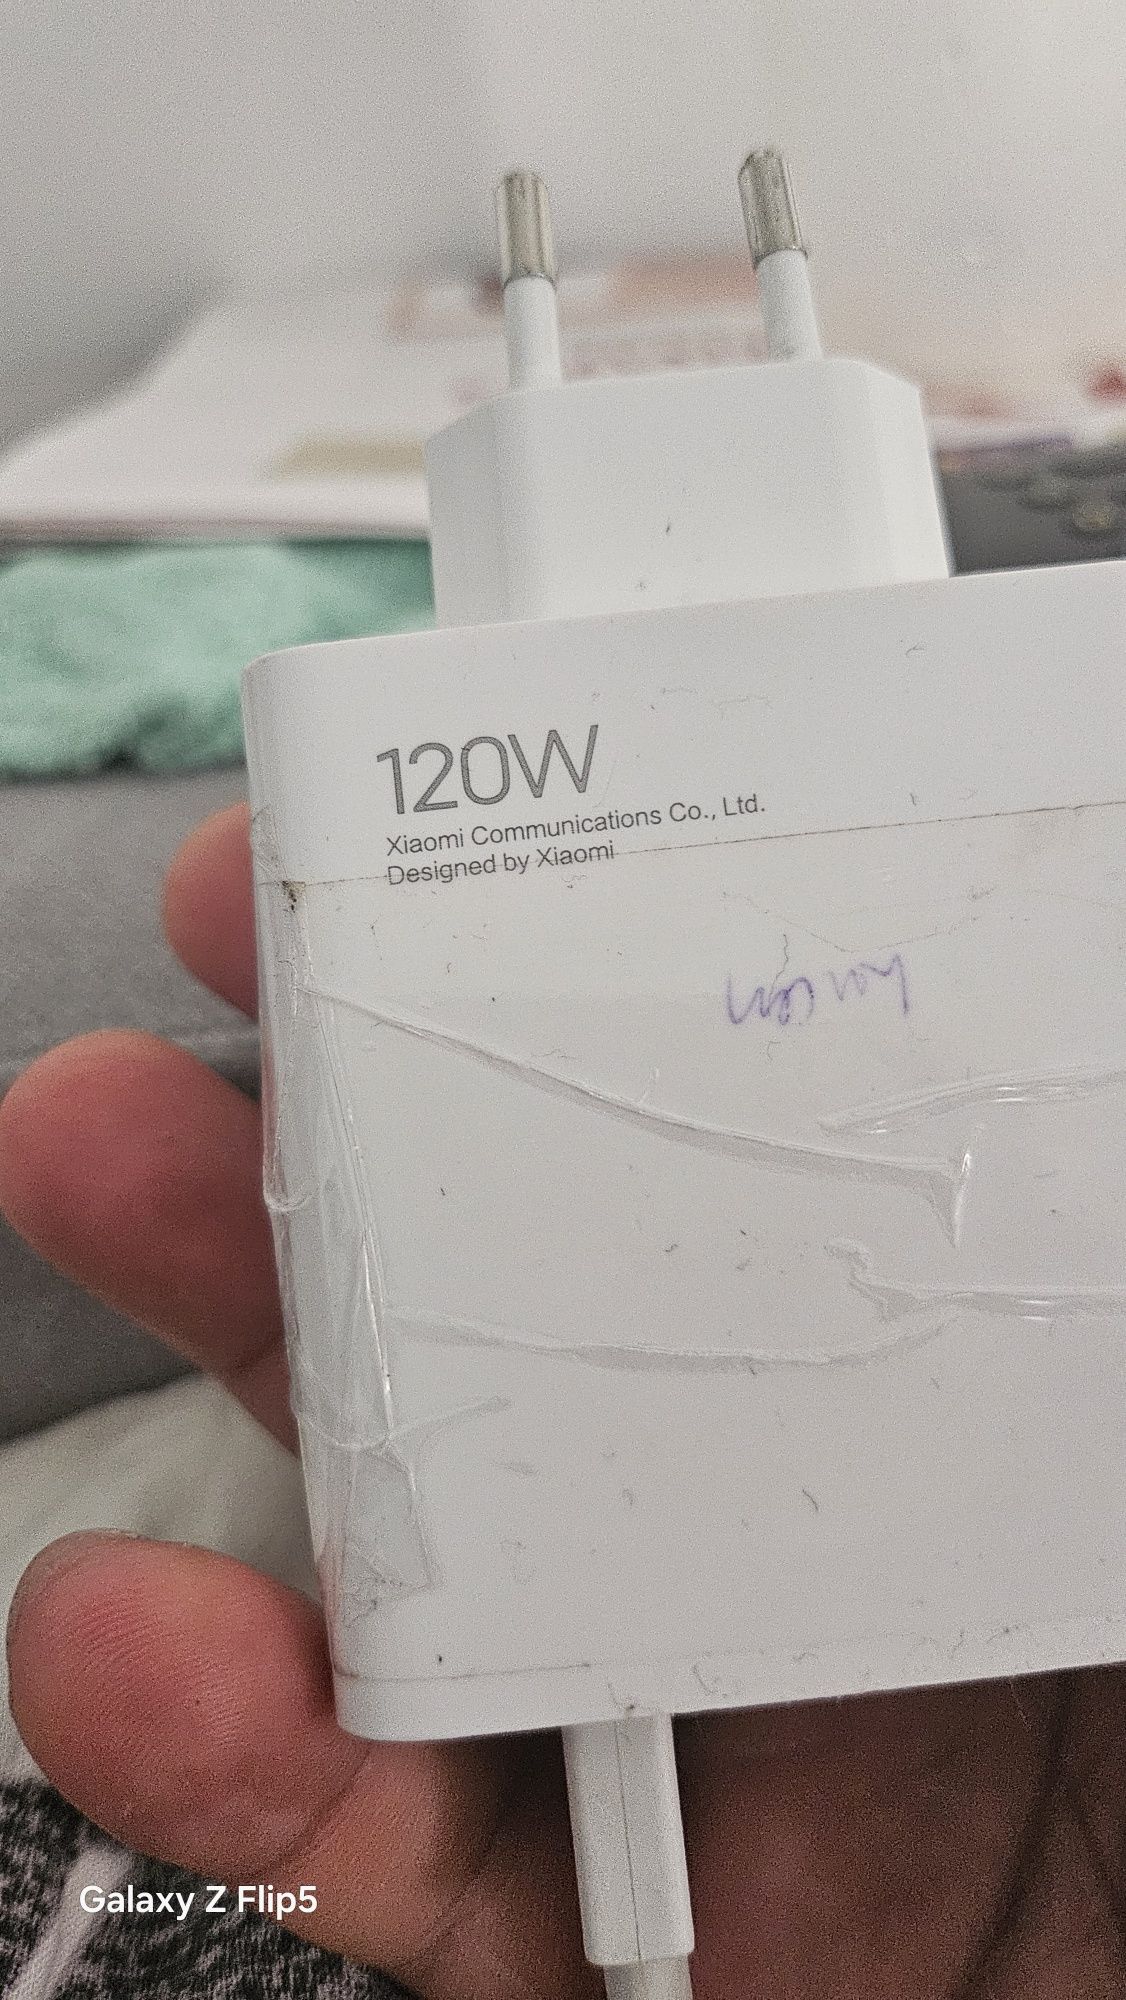 120W
Xiaomi Communications Co., Ltd.
Designed by Xiaomi
Galaxy Z Flip5